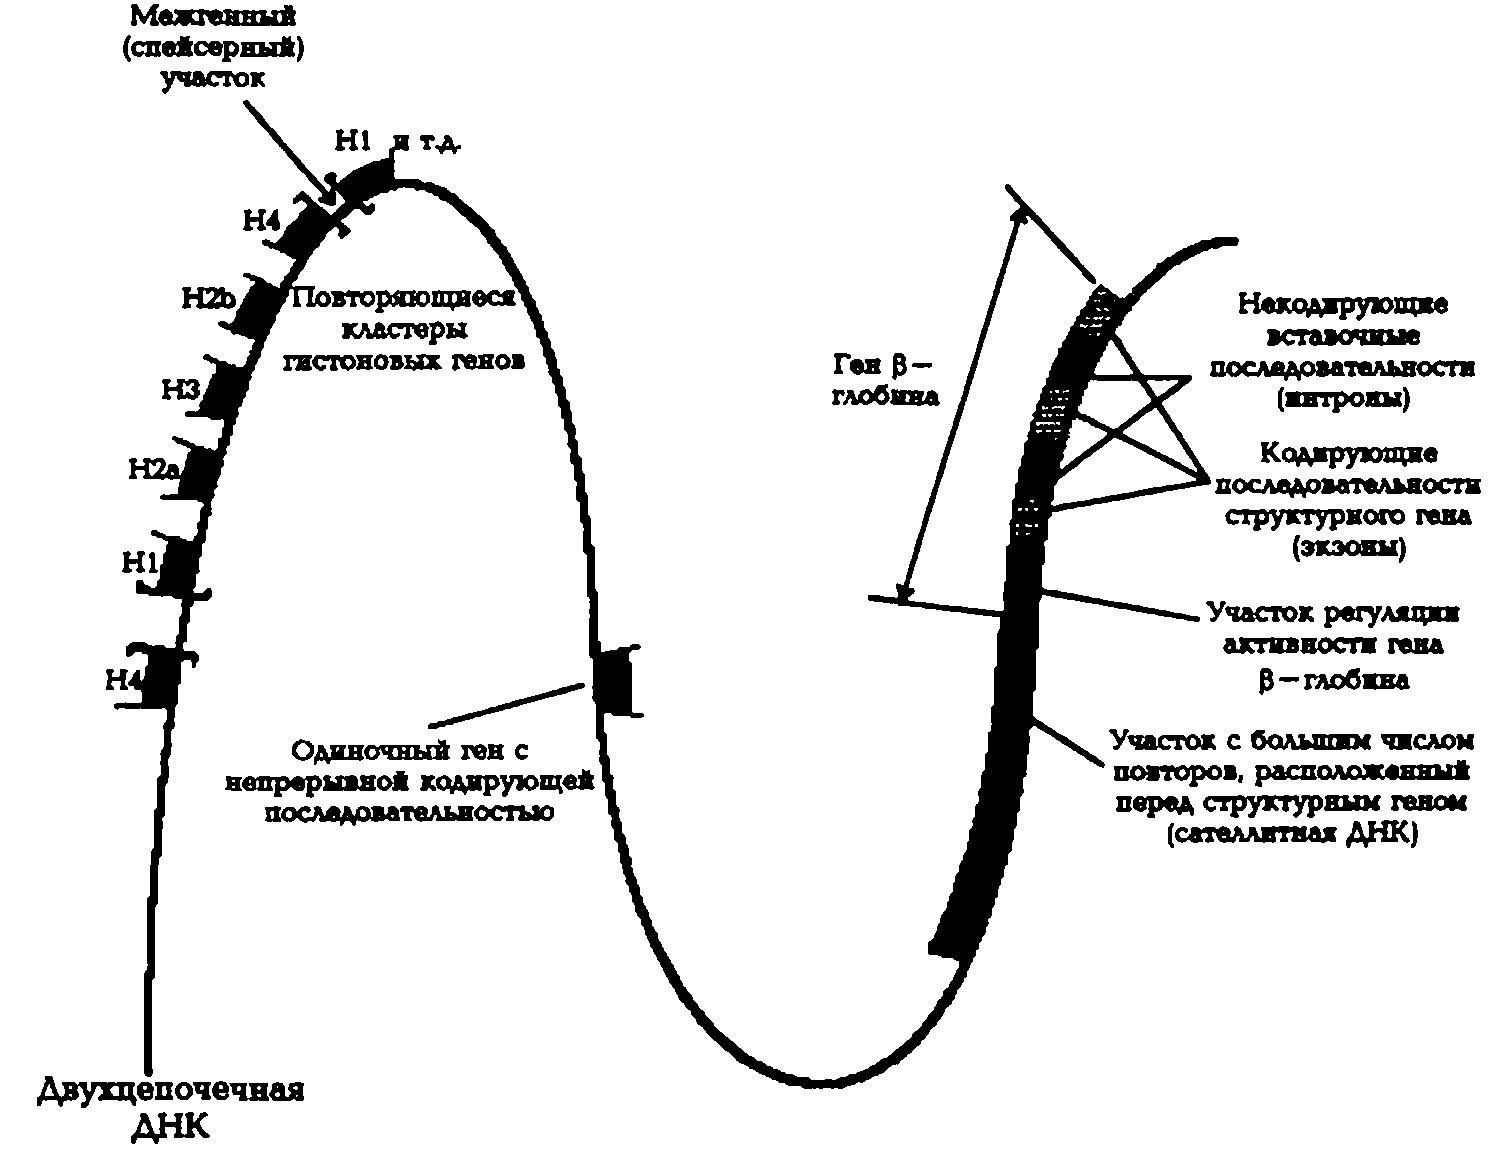 Межгенный
(спейсерный)
участок
H1 и т.д.
H4
H2b
H3
H2a
H1
H4
Повторяющиеся
кластеры
гистоновых генов
Одиночный ген с
непрерывной кодирующей
последовательностью
Двухцепочечная
ДНК
Ген β –
глобина
Некодирующие
вставочные
последовательности
(интроны)
Кодирующие
последовательности
структурного гена
(экзоны)
Участок регуляции
активности гена
β – глобина
Участок с большим числом
повторов, расположенный
перед структурным геном
(сателлитная ДНК)